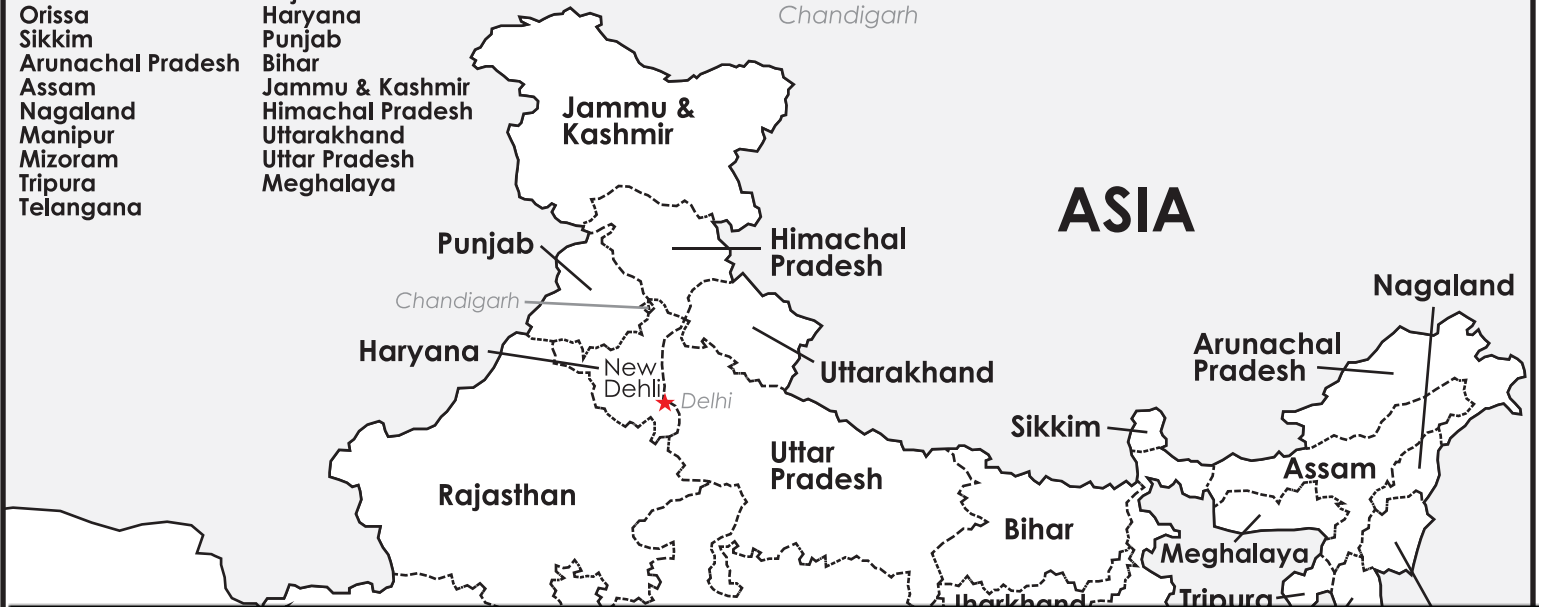 Orissa
Sikkim
Arunachal Pradesh
Assam
Nagaland
Manipur
Mizoram
Tripura
Telangana
Haryana
Punjab
Bihar
Jammu & Kashmir
Himachal Pradesh
Uttarakhand
Uttar Pradesh
Meghalaya
Chandigarh
Jammu &
Kashmir
ASIA
Punjab
Himachal
Pradesh
Chandigarh
Nagaland
Haryana
New
Dehli
Delhi
Uttarakhand
Arunachal
Pradesh
Sikkim
Uttar
Pradesh
Assam
Rajasthan
Bihar
Meghalaya
Jharkhand
Tripura